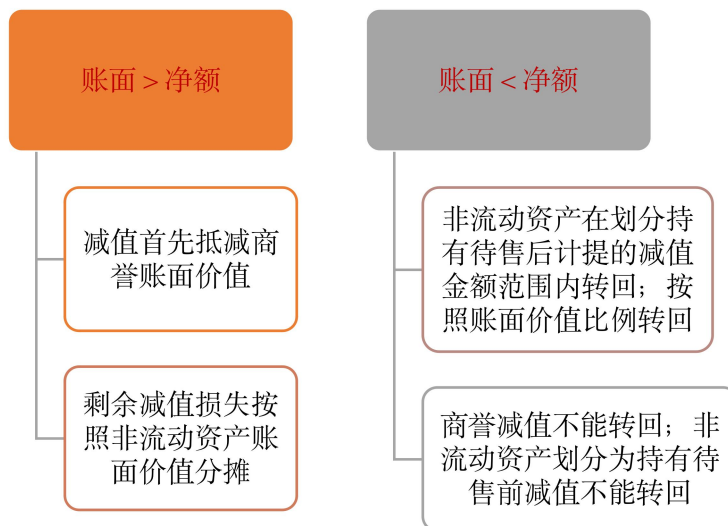 账面 > 净额
减值首先抵减商
誉账面价值
剩余减值损失按
照非流动资产账
面价值分摊
账面 < 净额
非流动资产在划分持
有待售后计提的减值
金额范围内转回；按
照账面价值比例转回
商誉减值不能转回；非
流动资产划分为持有待
售前减值不能转回